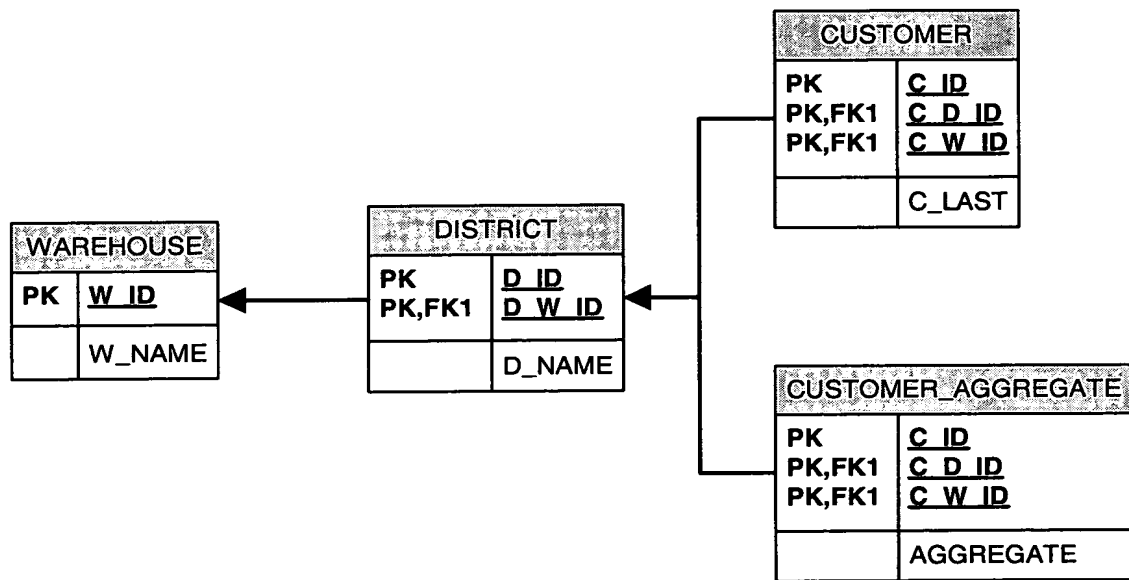 CUSTOMER
PK C_ID
PK,FK1 C_D_ID
PK,FK1 C_W_ID
C_LAST
WAREHOUSE
PK W_ID
W_NAME
DISTRICT
PK D_ID
PK,FK1 D_W_ID
D_NAME
CUSTOMER_AGGREGATE
PK C_ID
PK,FK1 C_D_ID
PK,FK1 C_W_ID
AGGREGATE